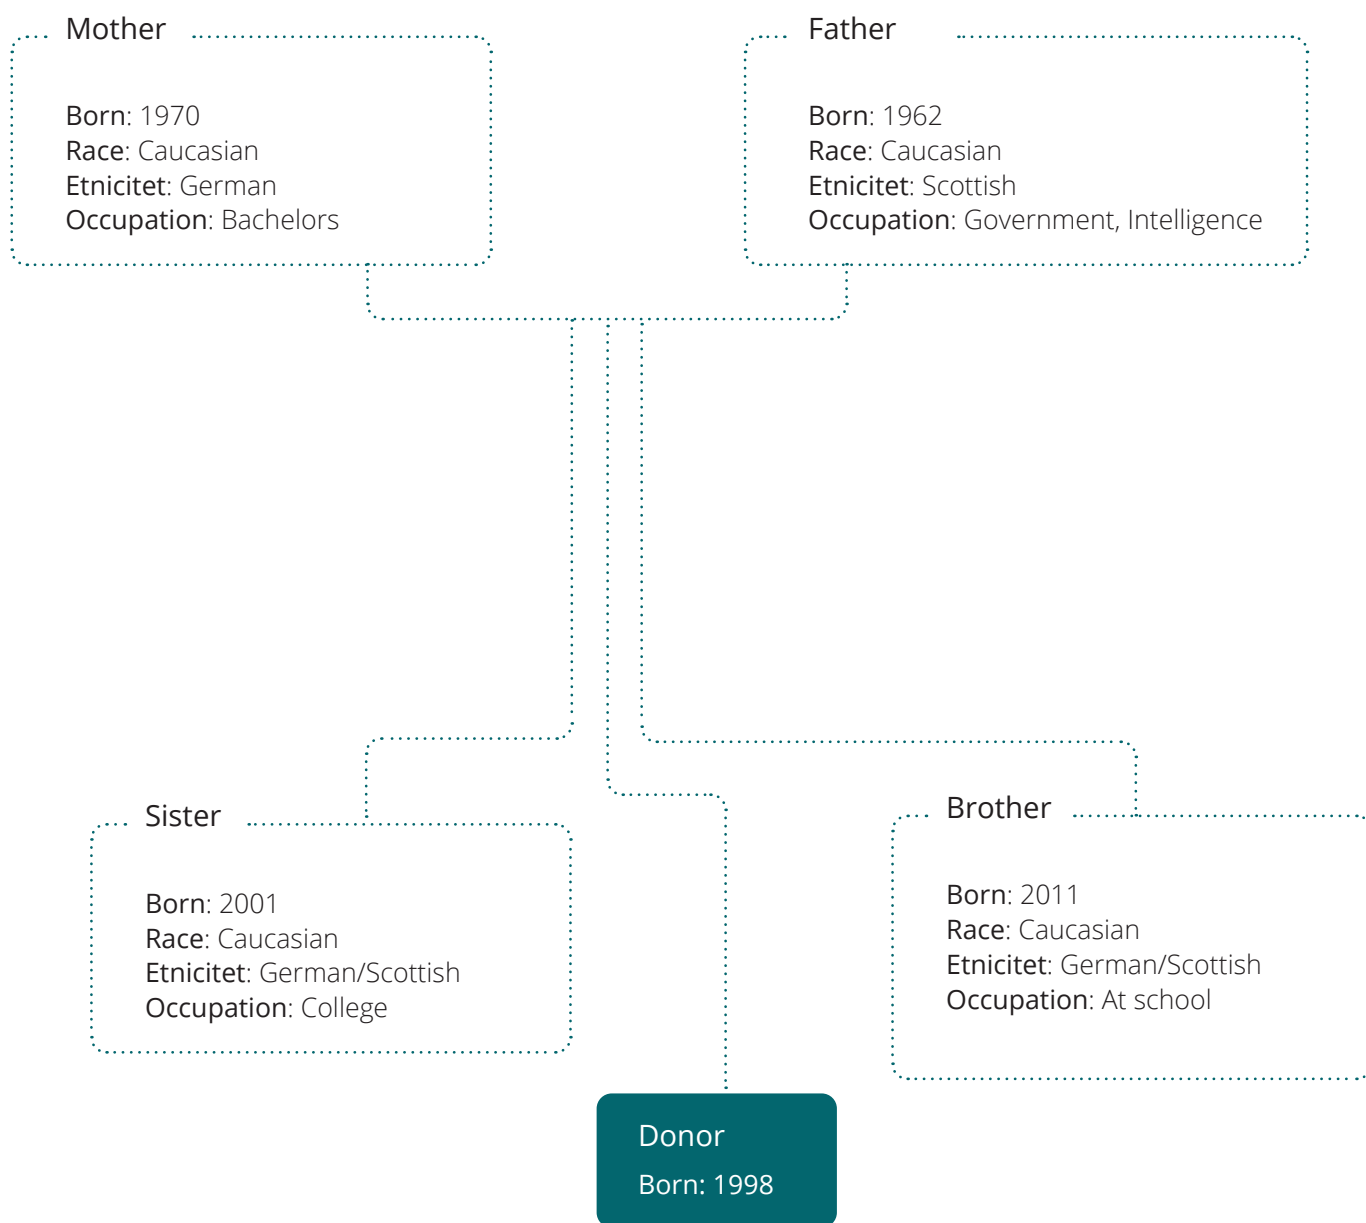 Mother
Born: 1970
Race: Caucasian
Etnicitet: German
Occupation: Bachelors
Father
Born: 1962
Race: Caucasian
Etnicitet: Scottish
Occupation: Government, Intelligence
Sister
Born: 2001
Race: Caucasian
Etnicitet: German/Scottish
Occupation: College
Brother
Born: 2011
Race: Caucasian
Etnicitet: German/Scottish
Occupation: At school
Donor
Born: 1998